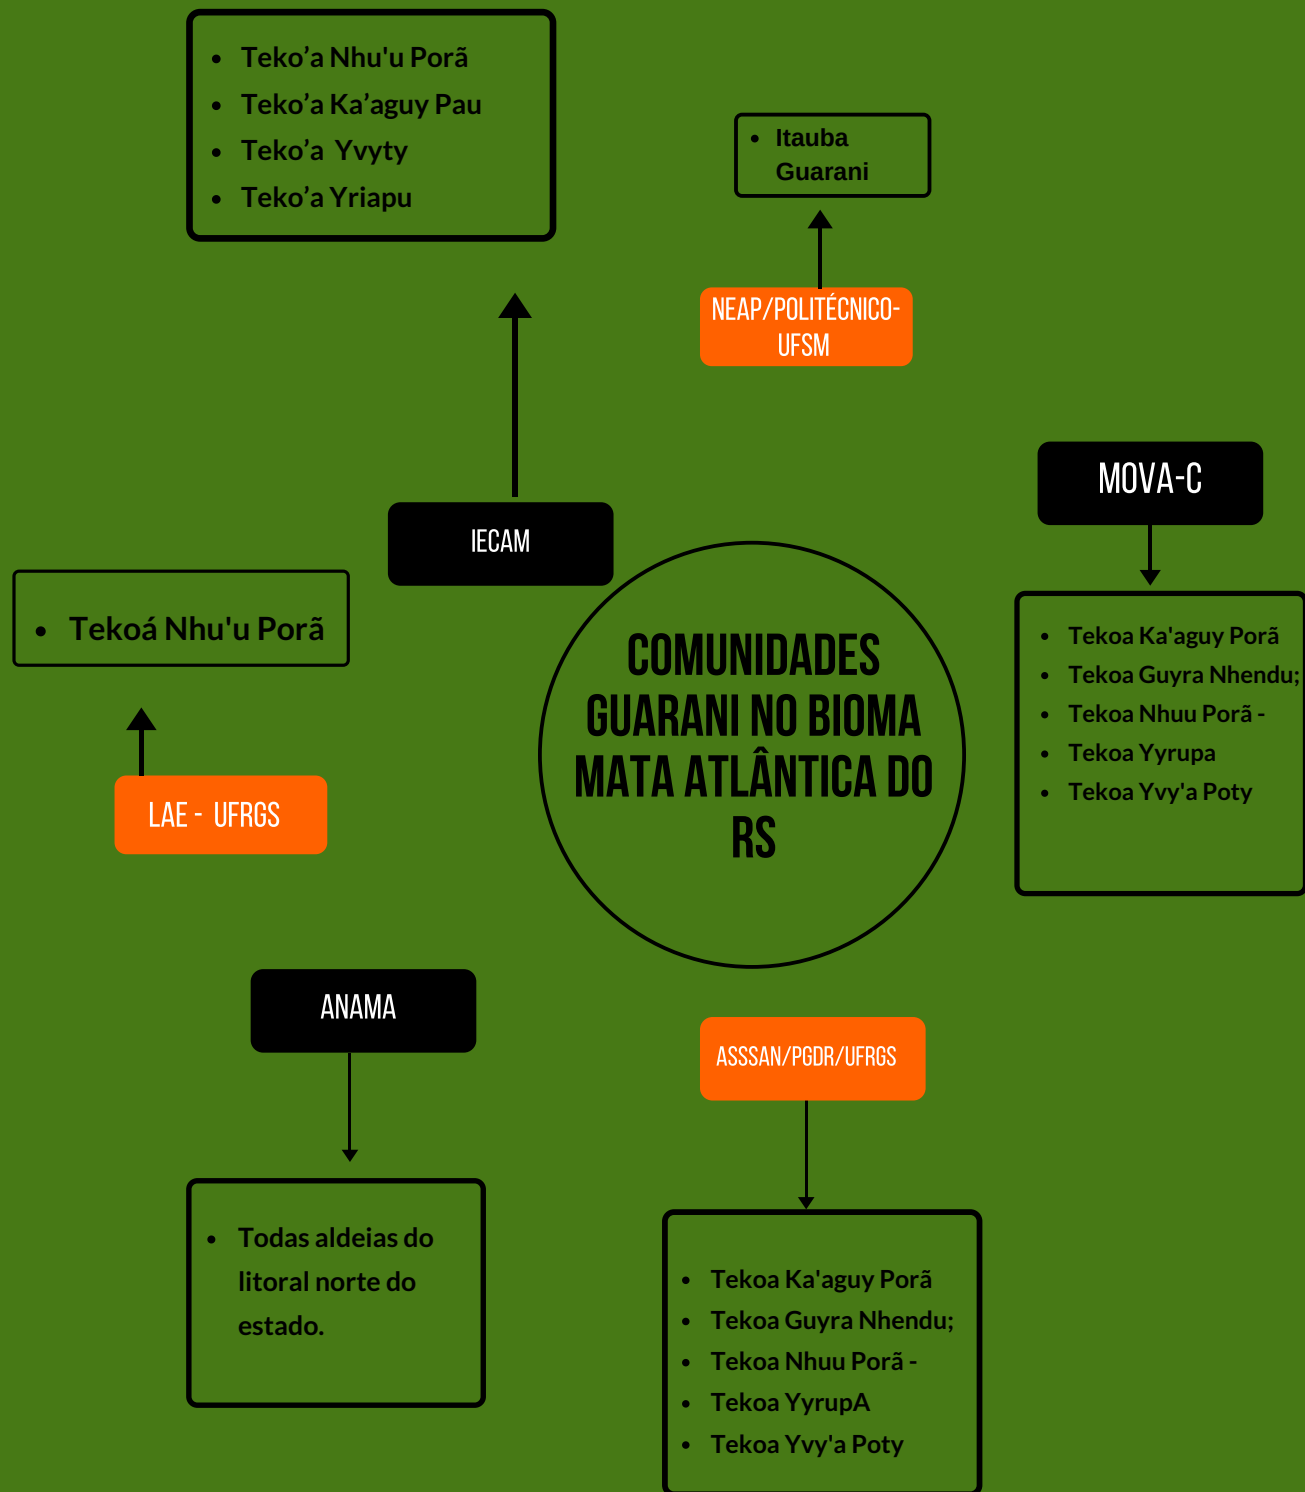 • Teko’a Nhu'u Porã
• Teko’a Ka’aguy Pau
• Teko’a Yvyty
• Teko’a Yriapu
• Itauba
Guarani
NEAP/POLITÉCNICO-
UFSM
MOVA-C
IECAM
• Tekoá Nhu'u Porã
LAE - UFRGS
COMUNIDADES
GUARANI NO BIOMA
MATA ATLÂNTICA DO
RS
• Tekoa Ka'aguy Porã
• Tekoa Guyra Nhendu;
• Tekoa Nhuu Porã -
• Tekoa Yyrupa
• Tekoa Yvy'a Poty
ANAMA
• Todas aldeias do
litoral norte do
estado.
ASSSAN/PGDR/UFRGS
• Tekoa Ka'aguy Porã
• Tekoa Guyra Nhendu;
• Tekoa Nhuu Porã -
• Tekoa YyrupA
• Tekoa Yvy'a Poty